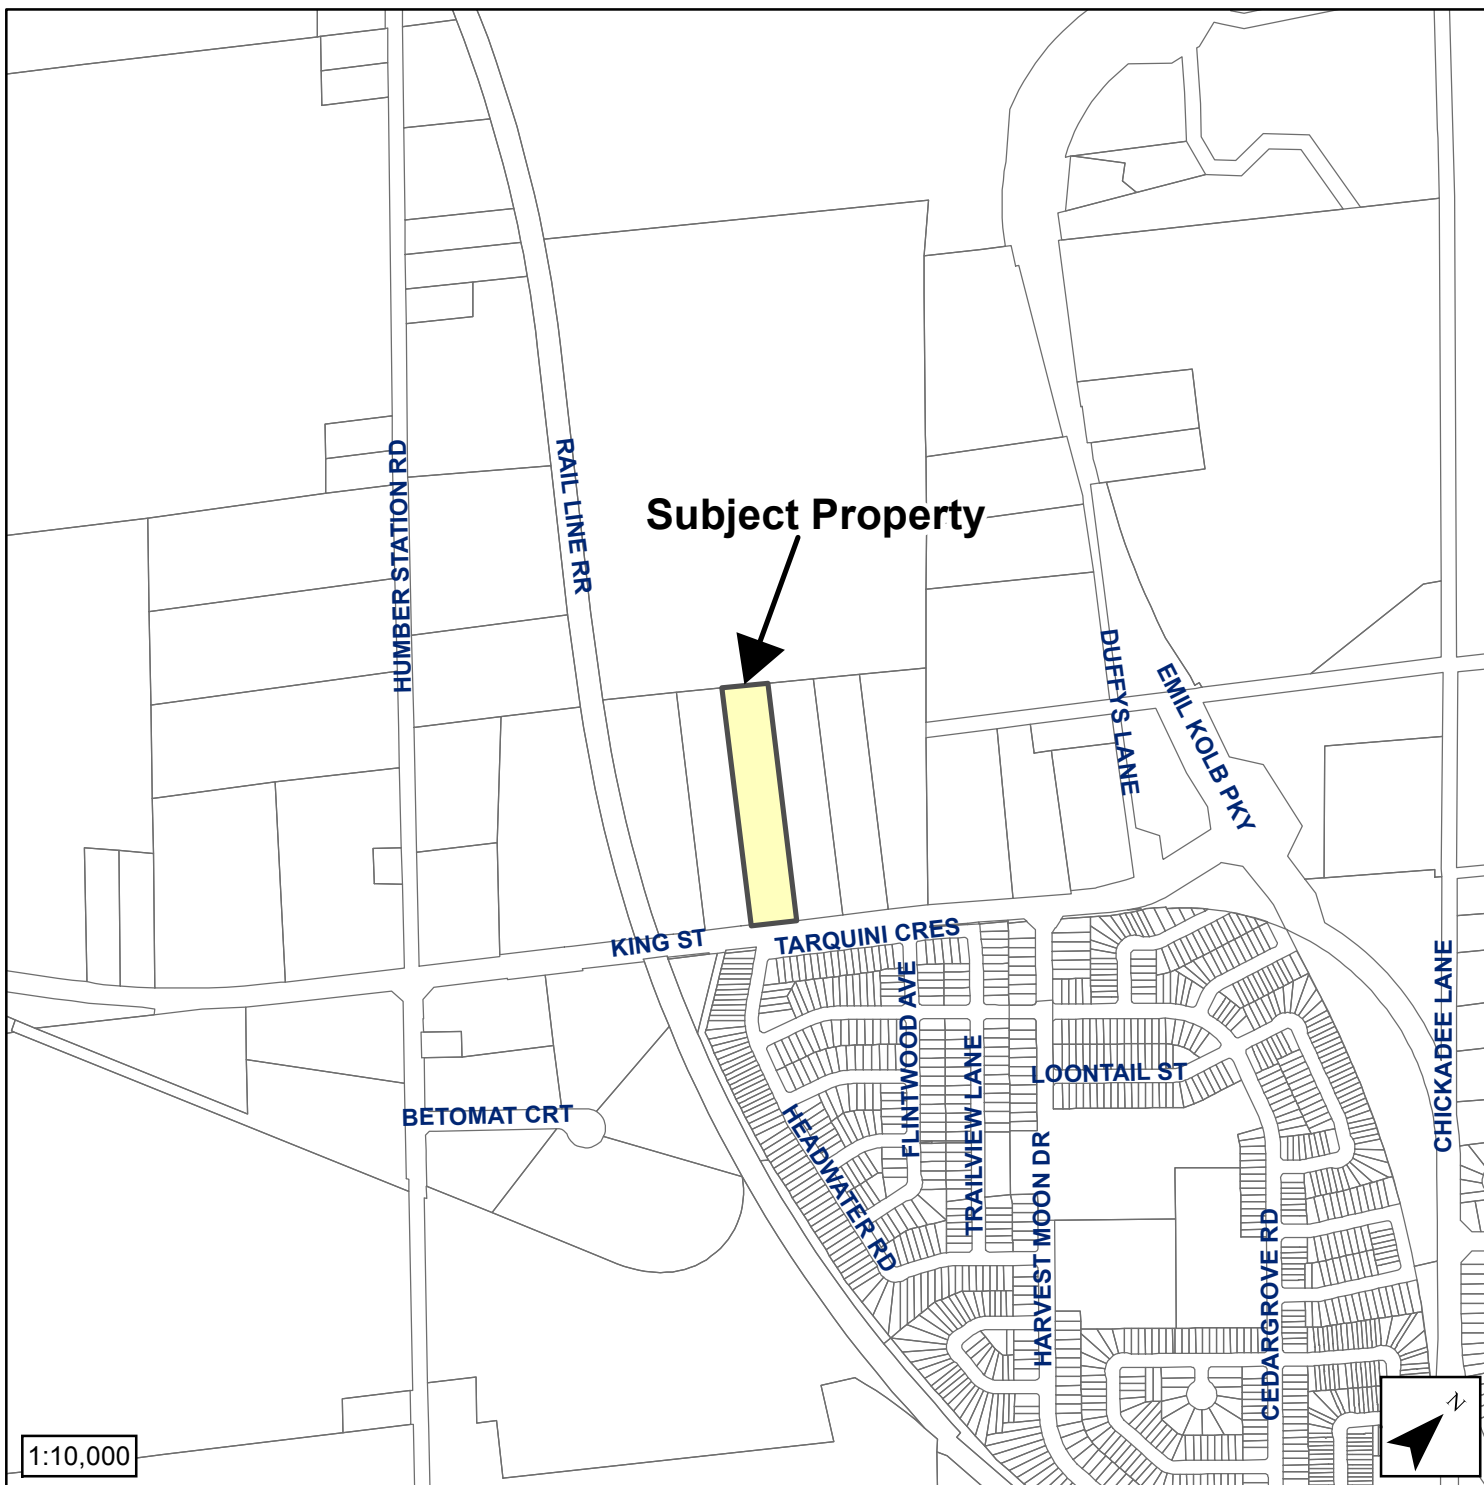 HUMBER STATION RD
RAIL LINE RR
Subject Property
DUFFYS LANE
EMIL KOLB PKY
KING ST
TARQUINI CRES
FLINTWOOD AVE
TRAILVIEW LANE
LOONTAIL ST
CHICKADEE LANE
BETOMAT CRT
HEADWATER RD
HARVEST MOON DR
CEDARGROVE RD
N
1:10,000